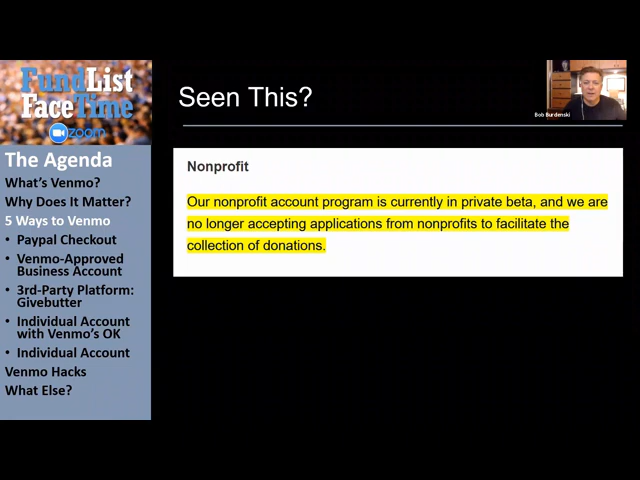 FundList
FaceTime
zoom
The Agenda
What's Venmo?
Why Does It Matter?
5 Ways to Venmo
• Paypal Checkout
• Venmo-Approved
Business Account
• 3rd-Party Platform:
Givebutter
• Individual Account
with Venmo's OK
• Individual Account
Venmo Hacks
What Else?
Seen This?
Bob Burdenski
Nonprofit
Our nonprofit account program is currently in private beta, and we are
no longer accepting applications from nonprofits to facilitate the
collection of donations.